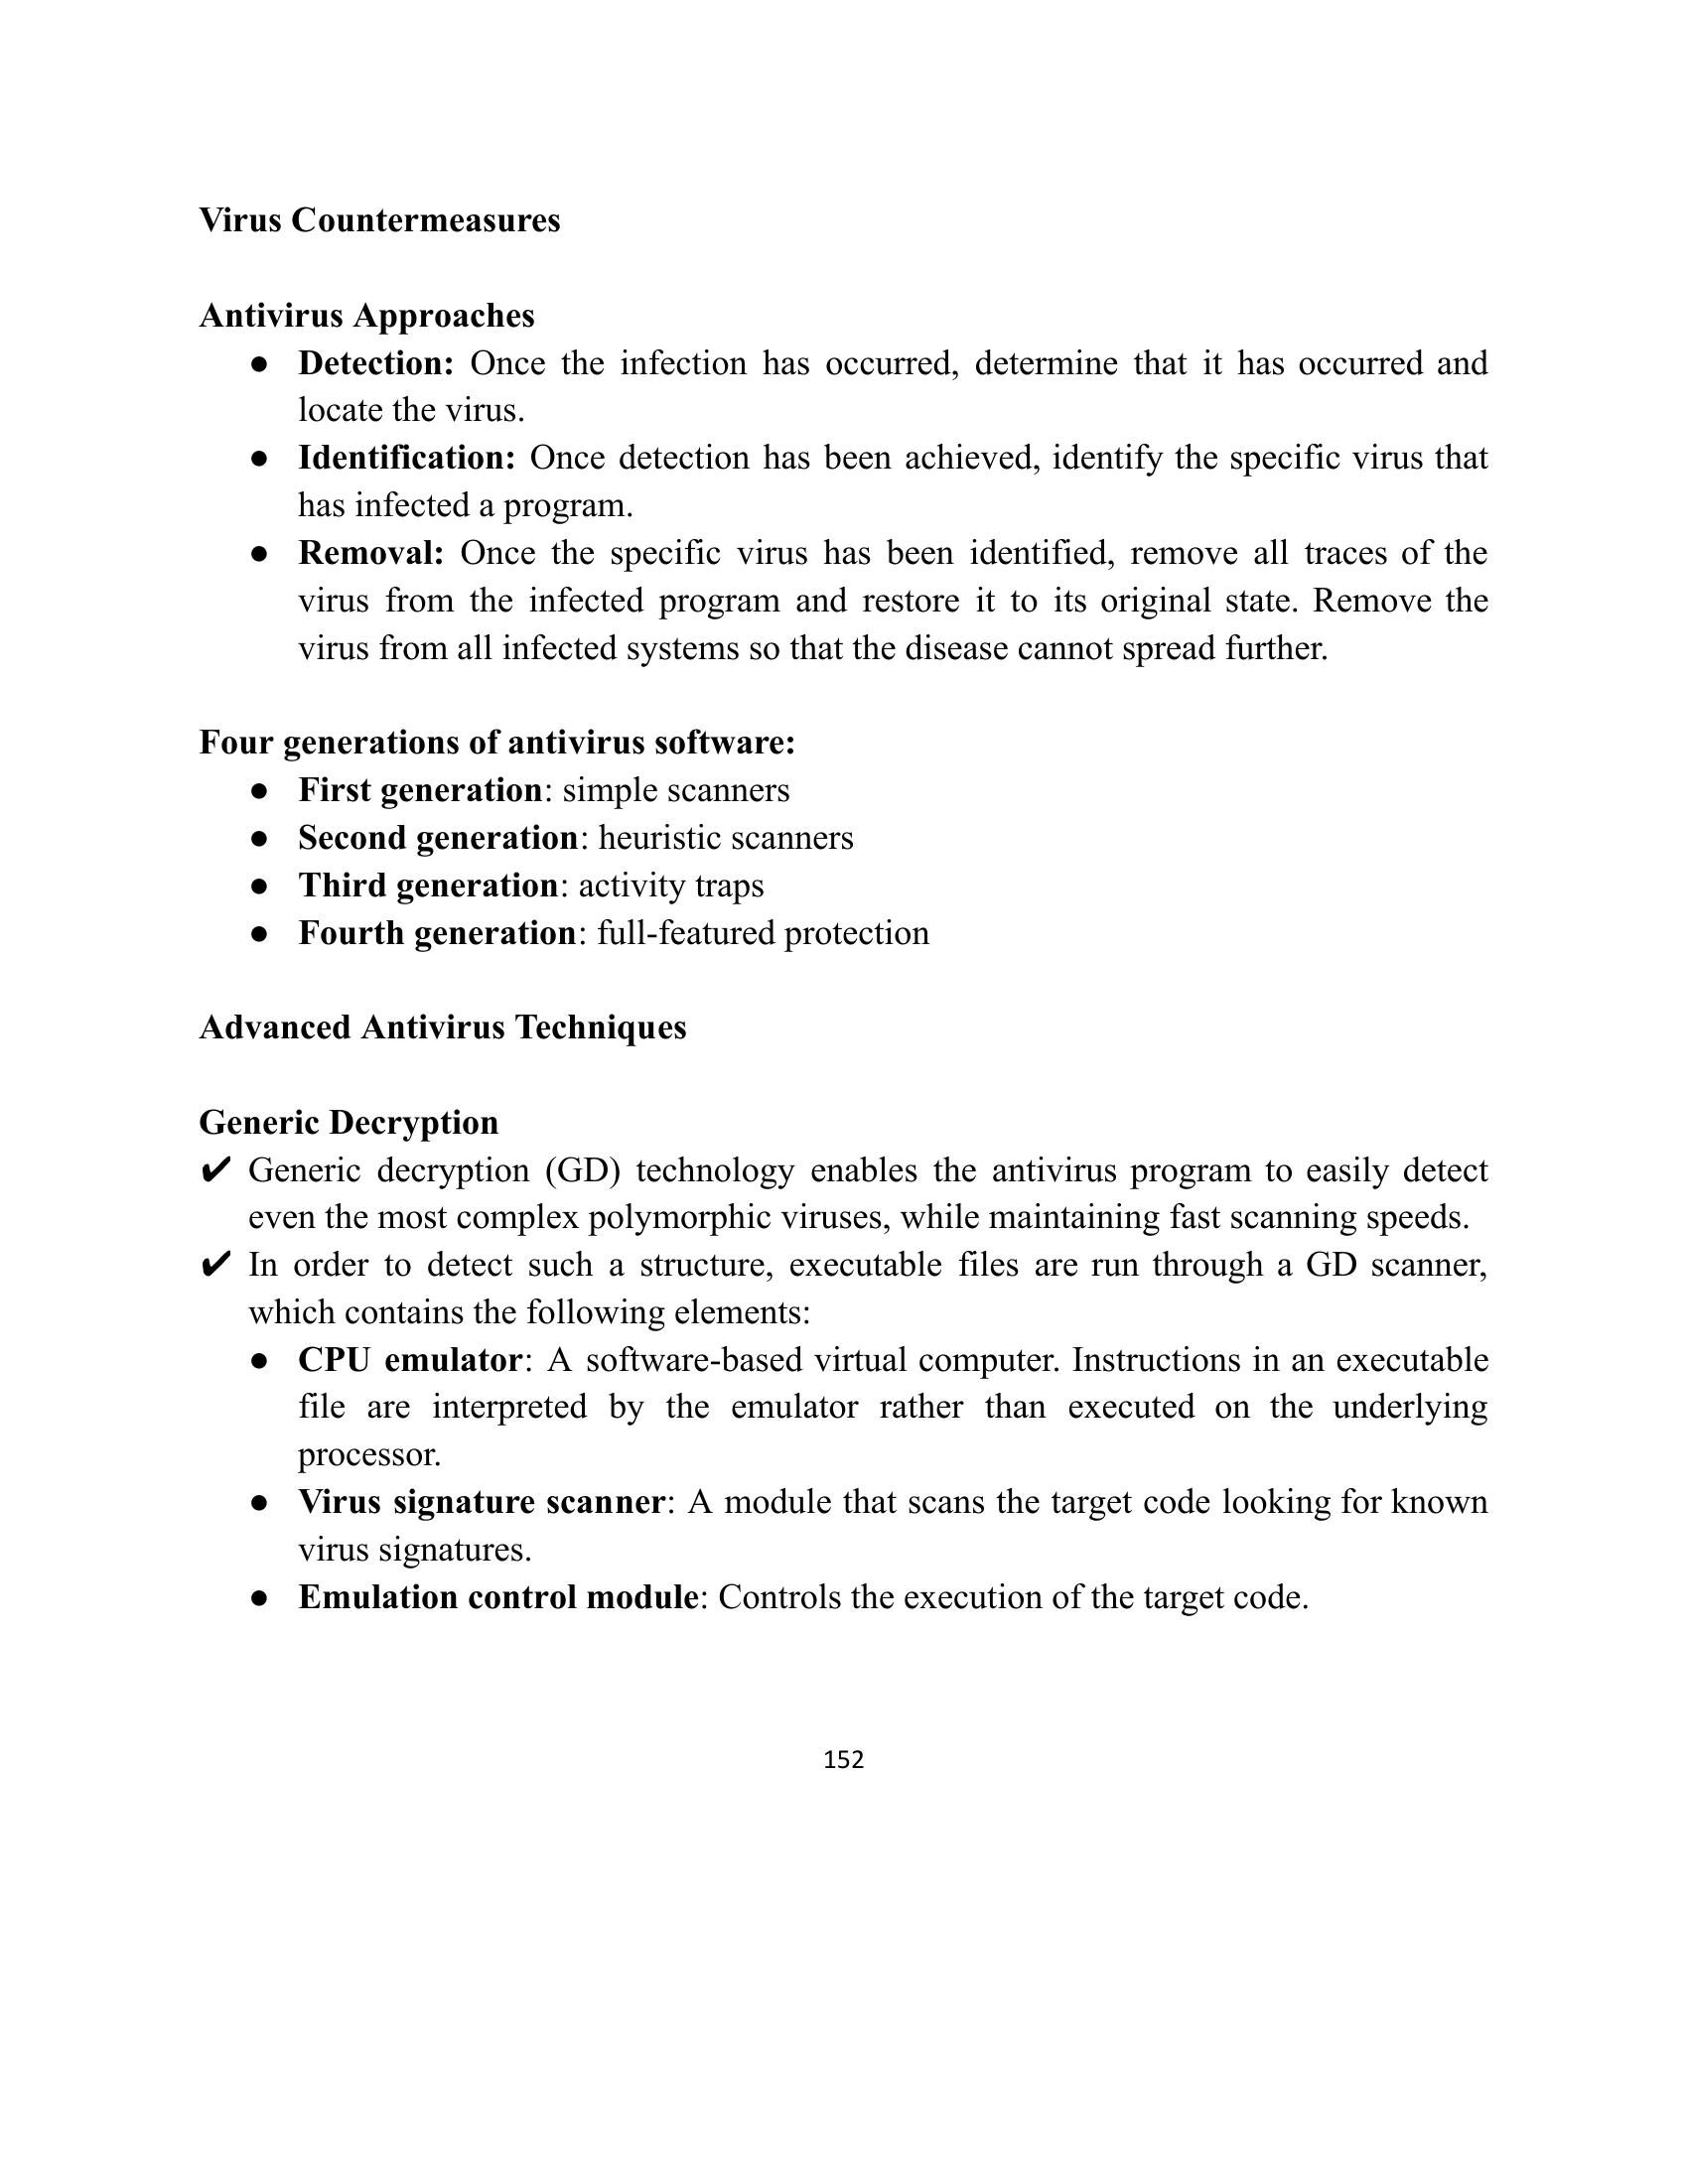 Virus Countermeasures
Antivirus Approaches
● Detection: Once the infection has occurred, determine that it has occurred and
locate the virus.
● Identification: Once detection has been achieved, identify the specific virus that
has infected a program.
● Removal: Once the specific virus has been identified, remove all traces of the
virus from the infected program and restore it to its original state. Remove the
virus from all infected systems so that the disease cannot spread further.
Four generations of antivirus software:
● First generation: simple scanners
● Second generation: heuristic scanners
● Third generation: activity traps
● Fourth generation: full-featured protection
Advanced Antivirus Techniques
Generic Decryption
✔ Generic decryption (GD) technology enables the antivirus program to easily detect
even the most complex polymorphic viruses, while maintaining fast scanning speeds.
✔ In order to detect such a structure, executable files are run through a GD scanner,
which contains the following elements:
● CPU emulator: A software-based virtual computer. Instructions in an executable
file are interpreted by the emulator rather than executed on the underlying
processor.
● Virus signature scanner: A module that scans the target code looking for known
virus signatures.
● Emulation control module: Controls the execution of the target code.
152